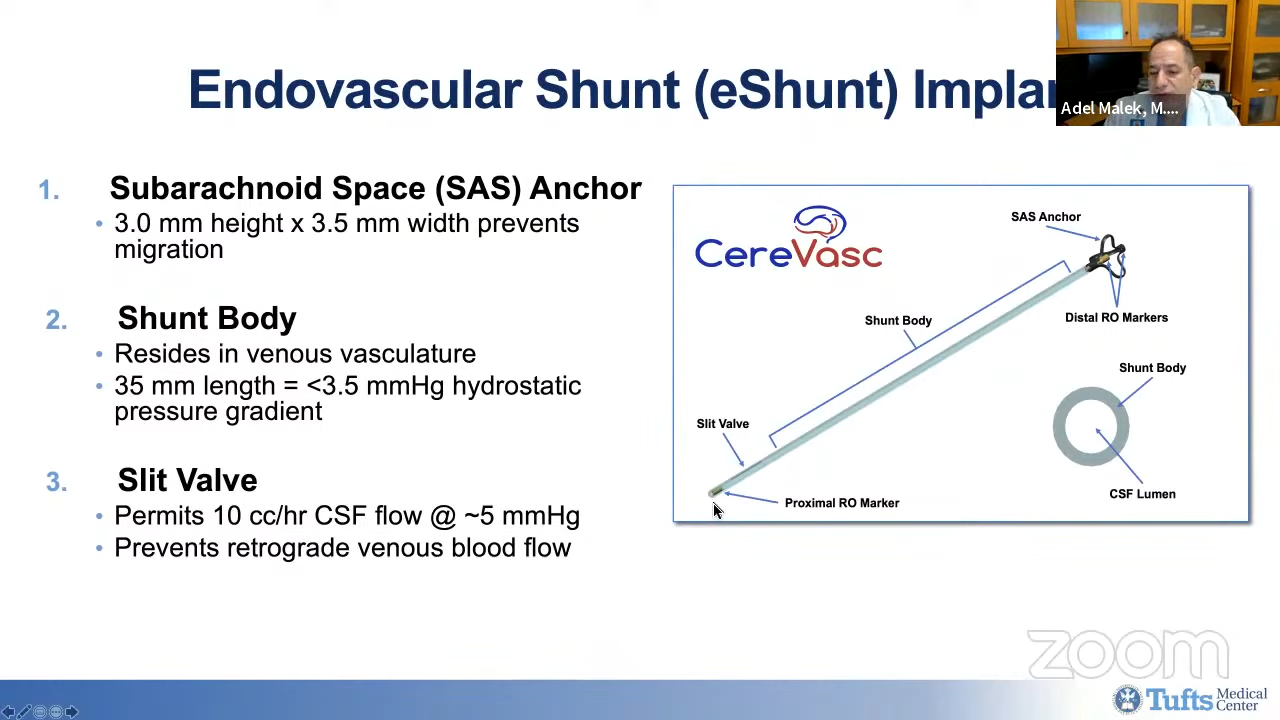 Endovascular Shunt (eShunt) Implan
Adel Malek, M....
1. Subarachnoid Space (SAS) Anchor
• 3.0 mm height x 3.5 mm width prevents
migration
2. Shunt Body
• Resides in venous vasculature
• 35 mm length = <3.5 mmHg hydrostatic
pressure gradient
3. Slit Valve
• Permits 10 cc/hr CSF flow @ ~5 mmHg
• Prevents retrograde venous blood flow
CereVasc
SAS Anchor
Distal RO Markers
Shunt Body
Shunt Body
Slit Valve
CSF Lumen
Proximal RO Marker
zoom
Tufts Medical
Center